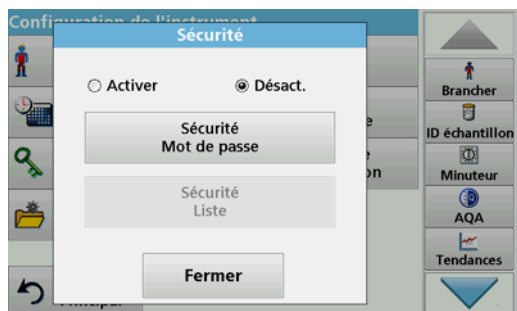 Configuration de l'instrument
Sécurité
Activer
Désact.
Sécurité
Mot de passe
Sécurité
Liste
Fermer
Principal
Brancher
ID échantillon
Minuteur
AQA
Tendances